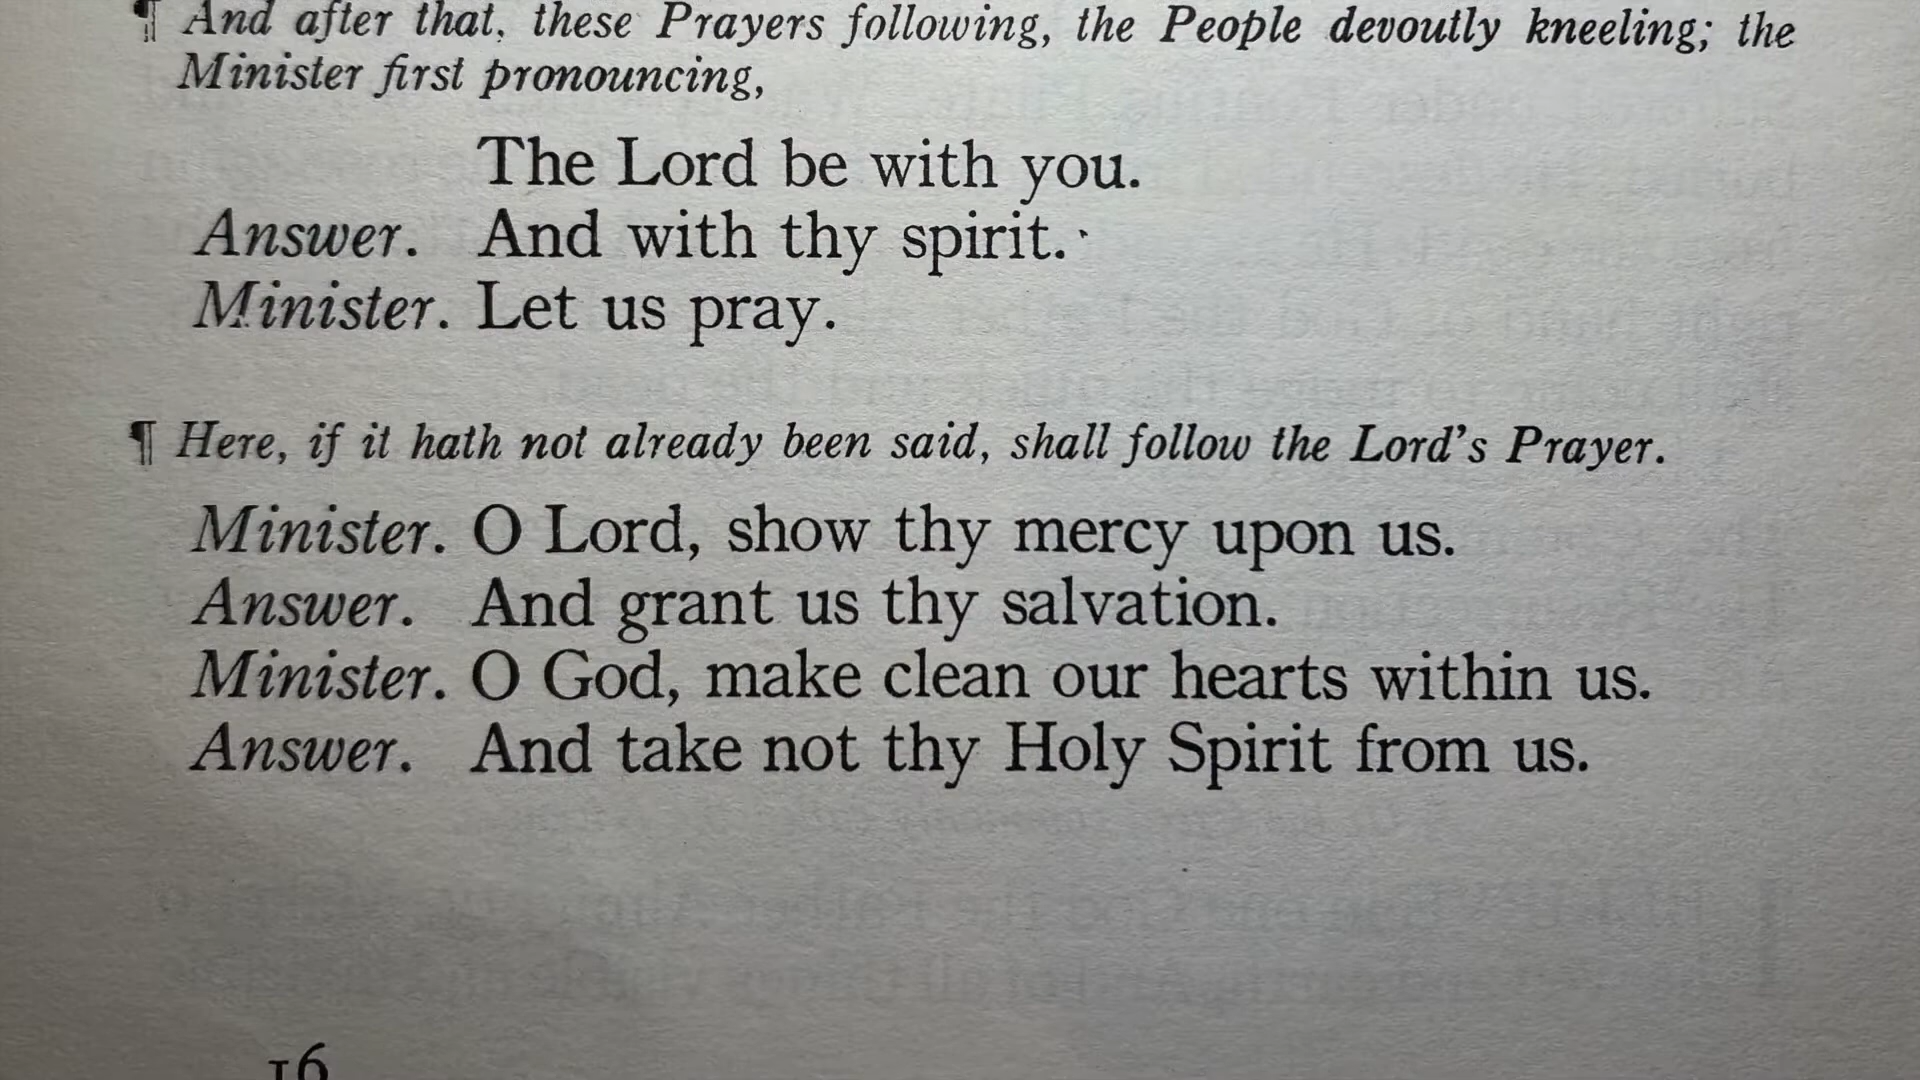 ¶ And after that, these Prayers following, the People devoutly kneeling; the
Minister first pronouncing,
The Lord be with you.
Answer. And with thy spirit.
Minister. Let us pray.
¶ Here, if it hath not already been said, shall follow the Lord's Prayer.
Minister. O Lord, show thy mercy upon us.
Answer. And grant us thy salvation.
Minister. O God, make clean our hearts within us.
Answer. And take not thy Holy Spirit from us.
16